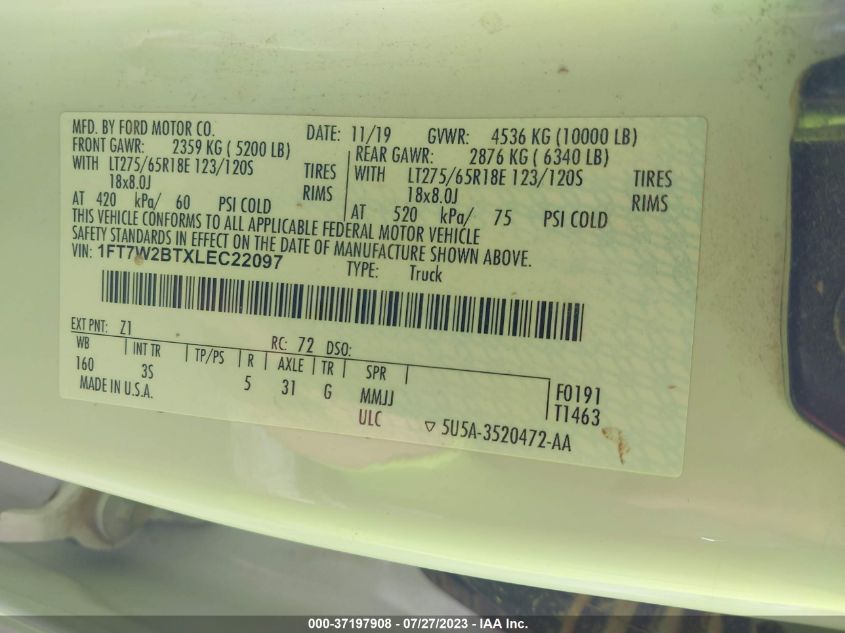 MFD. BY FORD MOTOR CO.
DATE: 11/19 GVWR: 4536 KG (10000 LB)
FRONT GAWR: 2359 KG ( 5200 LB)
WITH LT275/65R18E 123/120S TIRES
18x8.0J RIMS
AT 420 kPa/ 60 PSI COLD
REAR GAWR: 2876 KG ( 6340 LB)
WITH LT275/65R18E 123/120S TIRES
18x8.0J RIMS
AT 520 kPa/ 75 PSI COLD
THIS VEHICLE CONFORMS TO ALL APPLICABLE FEDERAL MOTOR VEHICLE
SAFETY STANDARDS IN EFFECT ON THE DATE OF MANUFACTURE SHOWN ABOVE.
VIN: 1FT7W2BTXLEC22097
TYPE: Truck
EXT PNT: Z1 RC: 72 DSO:
WB INT TR TP/PS R AXLE TR SPR
160 3S 5 31 G MMJJ
MADE IN U.S.A. ULC
F0191
T1463
▽ 5U5A-3520472-AA
000-37197908 / 07/27/2023 - IAA Inc.